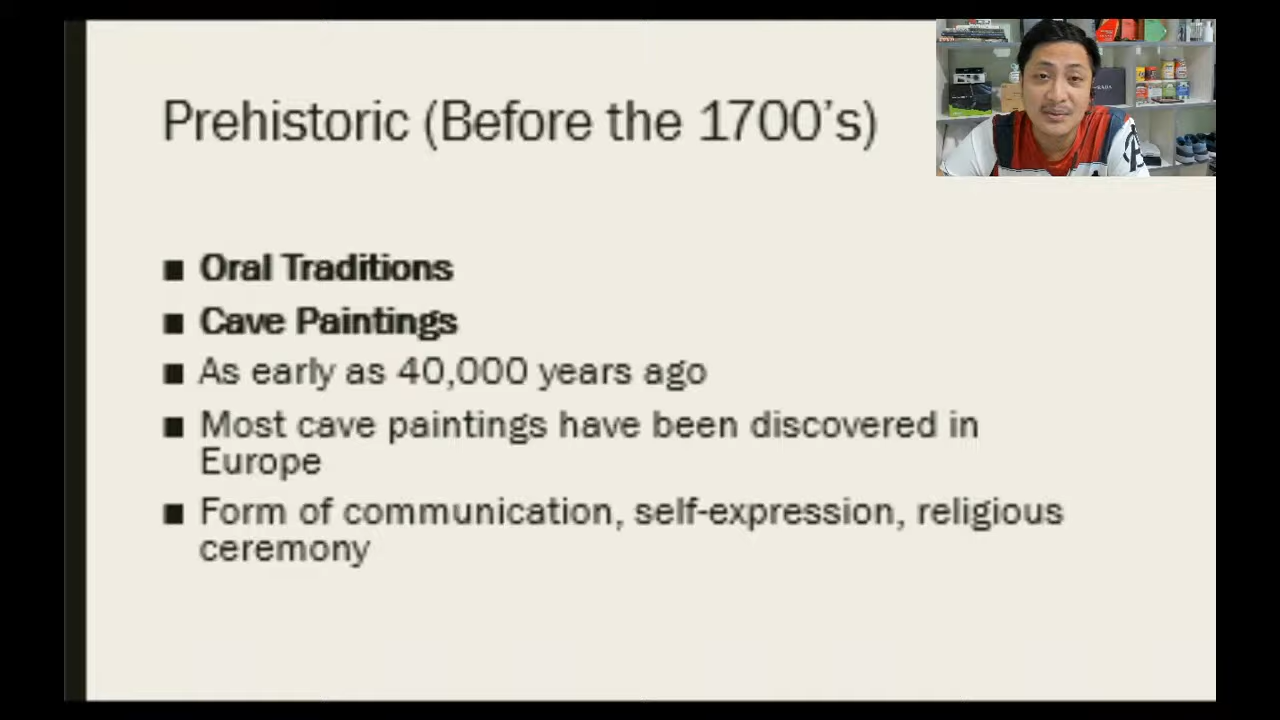 Prehistoric (Before the 1700's)
■ Oral Traditions
■ Cave Paintings
■ As early as 40,000 years ago
■ Most cave paintings have been discovered in
Europe
■ Form of communication, self-expression, religious
ceremony